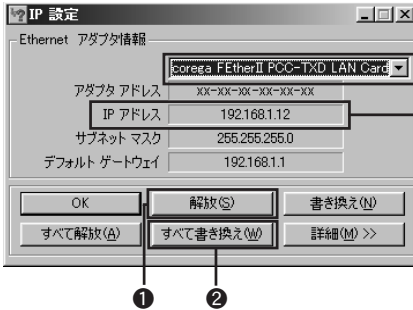 IP 設定
Ethernet アダプタ情報
corega FEtherII PCC-TXD LAN Card
アダプタ アドレス xx-xx-xx-xx-xx-xx
IP アドレス 192.168.1.12
サブネット マスク 255.255.255.0
デフォルト ゲートウェイ 192.168.1.1
OK 解放(S) 書き換え(N)
すべて解放(A) すべて書き換え(W) 詳細(M) >>
❶ ❷